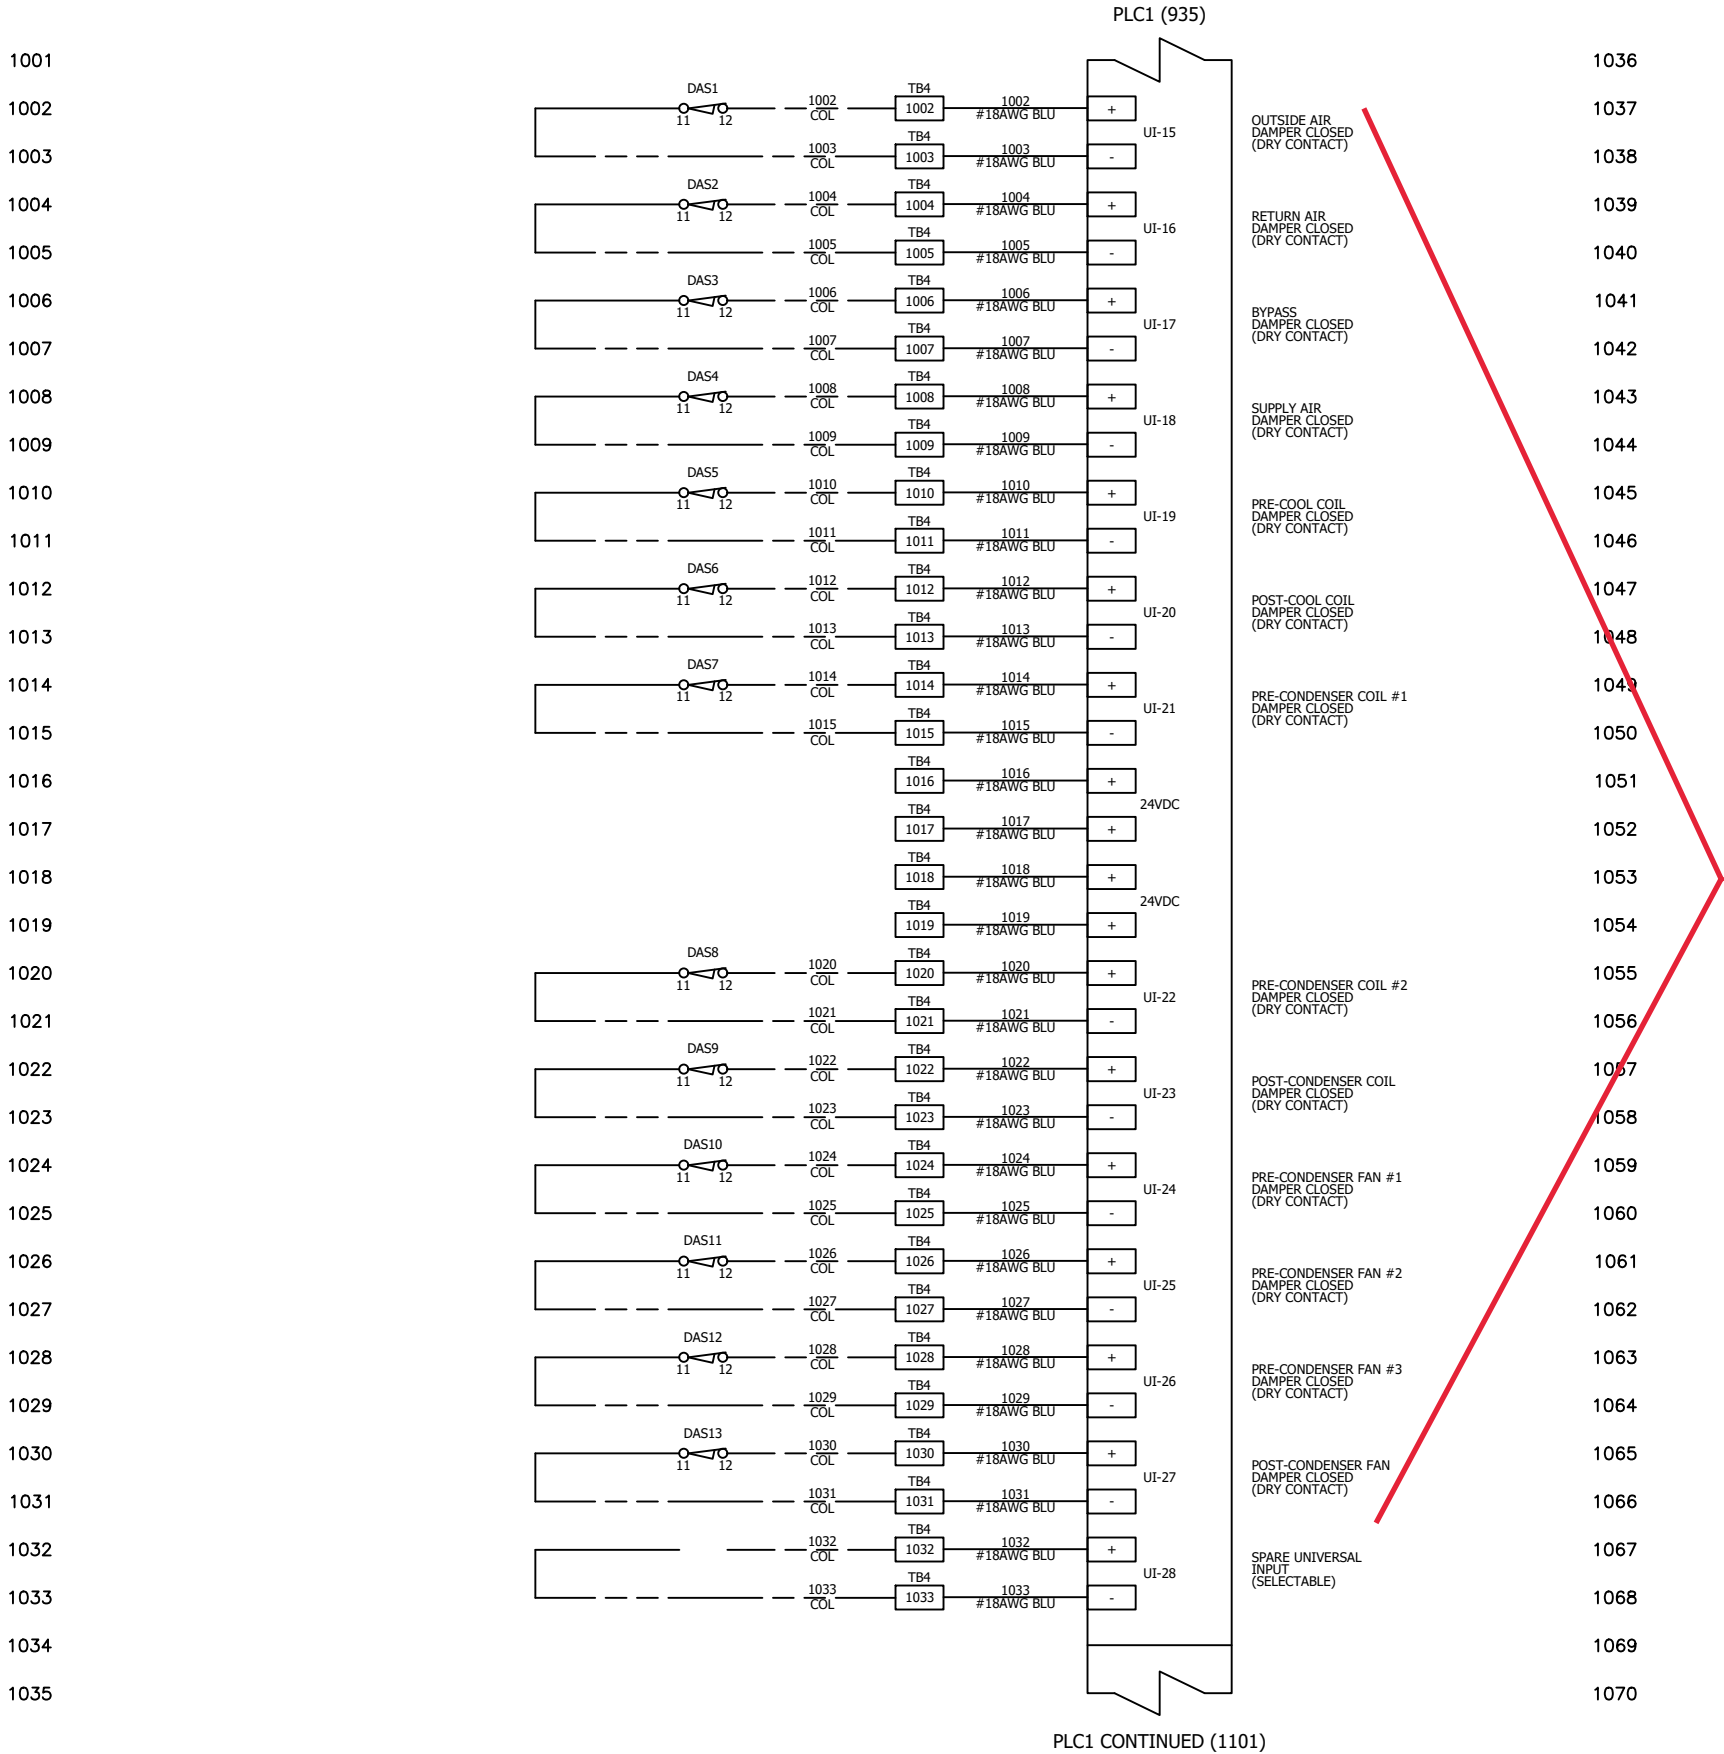 PLC1 (935)
1001 1036
DAS1 TB4
1002 11 12 1002 COL 1002 1002 #18AWG BLU + 1037
UI-15 OUTSIDE AIR
DAMPER CLOSED
(DRY CONTACT)
TB4
1003 1003 COL 1003 1003 #18AWG BLU - 1038
DAS2 TB4
1004 11 12 1004 COL 1004 1004 #18AWG BLU + 1039
UI-16 RETURN AIR
DAMPER CLOSED
(DRY CONTACT)
TB4
1005 1005 COL 1005 1005 #18AWG BLU - 1040
DAS3 TB4
1006 11 12 1006 COL 1006 1006 #18AWG BLU + 1041
UI-17 BYPASS
DAMPER CLOSED
(DRY CONTACT)
TB4
1007 1007 COL 1007 1007 #18AWG BLU - 1042
DAS4 TB4
1008 11 12 1008 COL 1008 1008 #18AWG BLU + 1043
UI-18 SUPPLY AIR
DAMPER CLOSED
(DRY CONTACT)
TB4
1009 1009 COL 1009 1009 #18AWG BLU - 1044
DAS5 TB4
1010 11 12 1010 COL 1010 1010 #18AWG BLU + 1045
UI-19 PRE-COOL COIL
DAMPER CLOSED
(DRY CONTACT)
TB4
1011 1011 COL 1011 1011 #18AWG BLU - 1046
DAS6 TB4
1012 11 12 1012 COL 1012 1012 #18AWG BLU + 1047
UI-20 POST-COOL COIL
DAMPER CLOSED
(DRY CONTACT)
TB4
1013 1013 COL 1013 1013 #18AWG BLU - 1048
DAS7 TB4
1014 11 12 1014 COL 1014 1014 #18AWG BLU + 1049
UI-21 PRE-CONDENSER COIL #1
DAMPER CLOSED
(DRY CONTACT)
TB4
1015 1015 COL 1015 1015 #18AWG BLU - 1050
TB4
1016 1016 1016 #18AWG BLU + 1051
24VDC
TB4
1017 1017 1017 #18AWG BLU + 1052
TB4
1018 1018 1018 #18AWG BLU + 1053
24VDC
TB4
1019 1019 1019 #18AWG BLU + 1054
DAS8 TB4
1020 11 12 1020 COL 1020 1020 #18AWG BLU + 1055
UI-22 PRE-CONDENSER COIL #2
DAMPER CLOSED
(DRY CONTACT)
TB4
1021 1021 COL 1021 1021 #18AWG BLU - 1056
DAS9 TB4
1022 11 12 1022 COL 1022 1022 #18AWG BLU + 1057
UI-23 POST-CONDENSER COIL
DAMPER CLOSED
(DRY CONTACT)
TB4
1023 1023 COL 1023 1023 #18AWG BLU - 1058
DAS10 TB4
1024 11 12 1024 COL 1024 1024 #18AWG BLU + 1059
UI-24 PRE-CONDENSER FAN #1
DAMPER CLOSED
(DRY CONTACT)
TB4
1025 1025 COL 1025 1025 #18AWG BLU - 1060
DAS11 TB4
1026 11 12 1026 COL 1026 1026 #18AWG BLU + 1061
UI-25 PRE-CONDENSER FAN #2
DAMPER CLOSED
(DRY CONTACT)
TB4
1027 1027 COL 1027 1027 #18AWG BLU - 1062
DAS12 TB4
1028 11 12 1028 COL 1028 1028 #18AWG BLU + 1063
UI-26 PRE-CONDENSER FAN #3
DAMPER CLOSED
(DRY CONTACT)
TB4
1029 1029 COL 1029 1029 #18AWG BLU - 1064
DAS13 TB4
1030 11 12 1030 COL 1030 1030 #18AWG BLU + 1065
UI-27 POST-CONDENSER FAN
DAMPER CLOSED
(DRY CONTACT)
TB4
1031 1031 COL 1031 1031 #18AWG BLU - 1066
TB4
1032 1032 COL 1032 1032 #18AWG BLU + 1067
UI-28 SPARE UNIVERSAL
INPUT
(SELECTABLE)
TB4
1033 1033 COL 1033 1033 #18AWG BLU - 1068
1034 1069
1035 1070
PLC1 CONTINUED (1101)